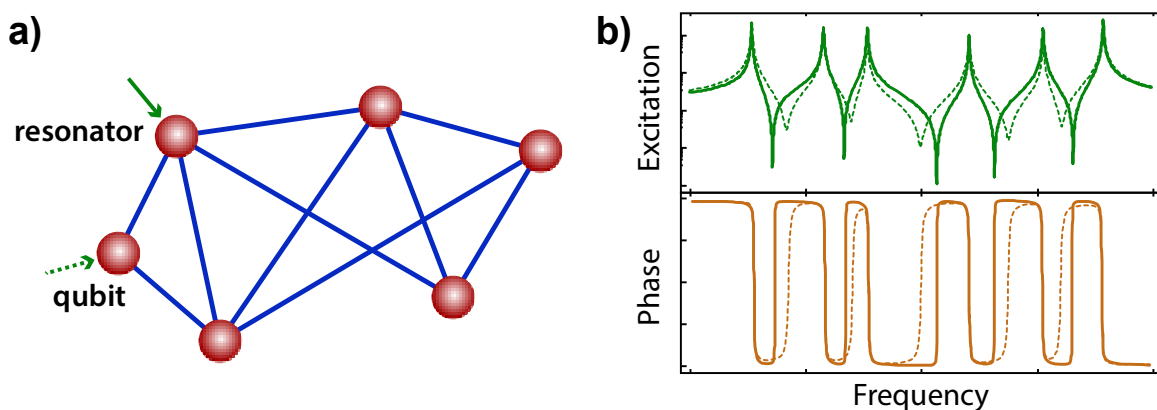 a)
resonator
qubit
b)
Excitation
Phase
Frequency